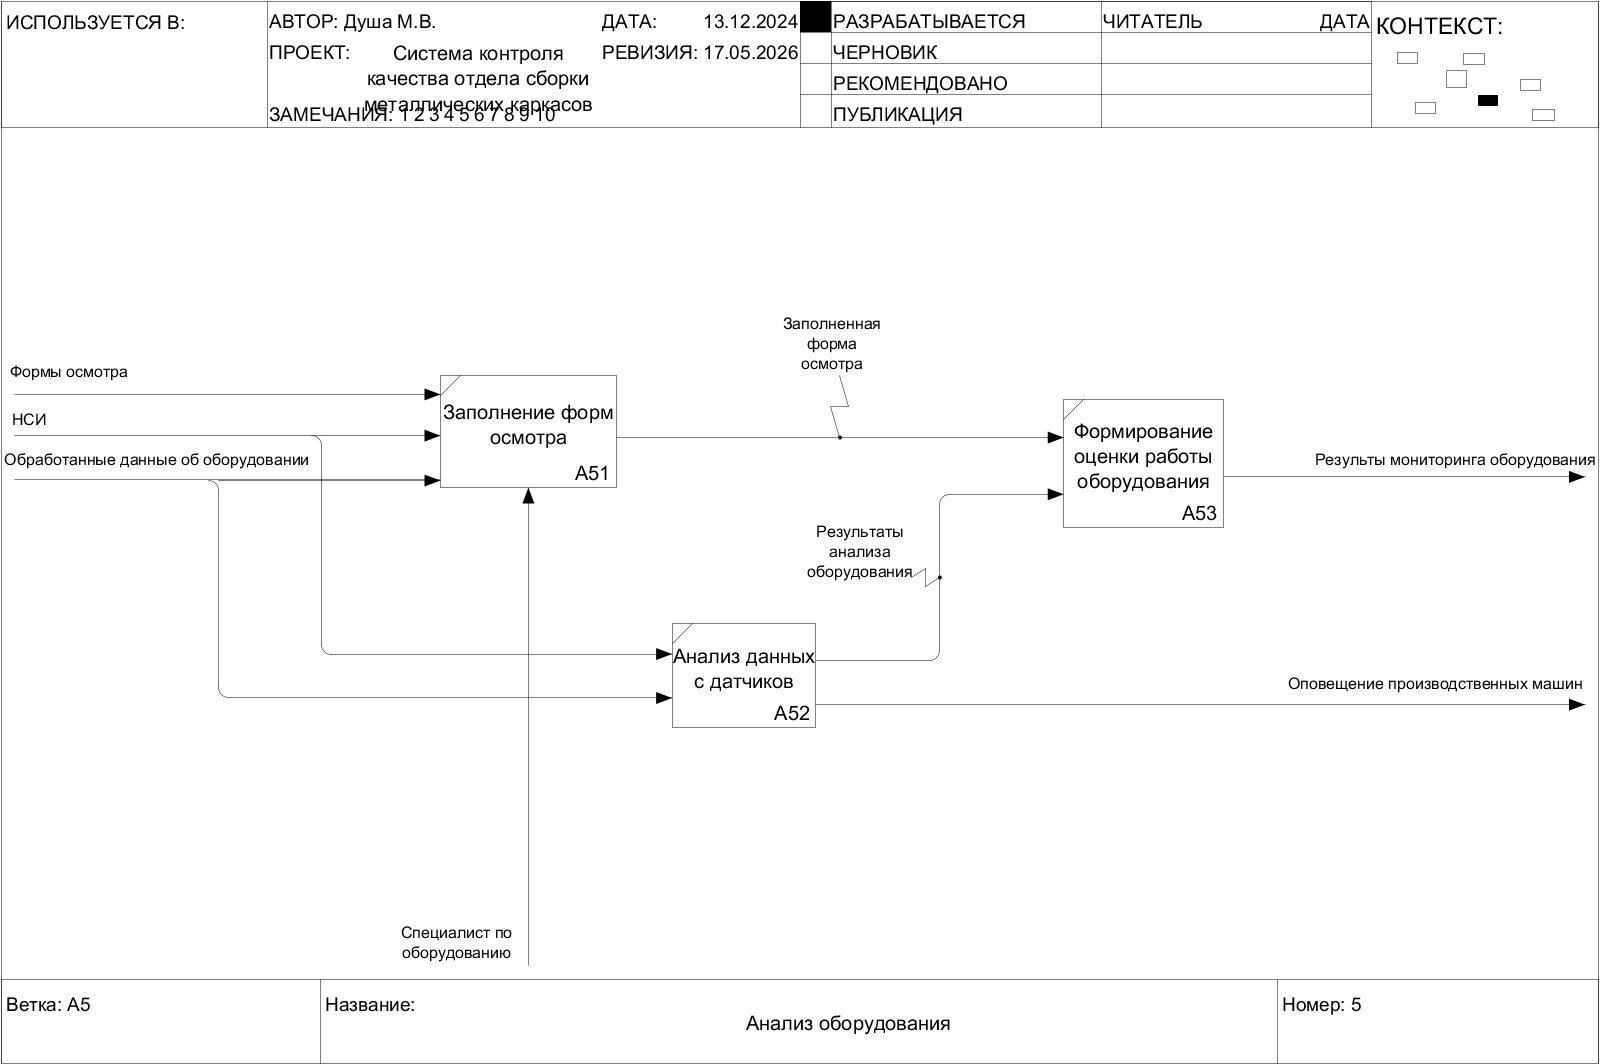 ИСПОЛЬЗУЕТСЯ В:
АВТОР: Душа М.В.
ДАТА: 13.12.2024
ПРОЕКТ: Система контроля
качества отдела сборки
металлических каркасов
РЕВИЗИЯ: 17.05.2026
ЗАМЕЧАНИЯ: 1 2 3 4 5 6 7 8 9 10
РАЗРАБАТЫВАЕТСЯ
ЧЕРНОВИК
РЕКОМЕНДОВАНО
ПУБЛИКАЦИЯ
ЧИТАТЕЛЬ ДАТА
КОНТЕКСТ:
Формы осмотра
НСИ
Обработанные данные об оборудовании
Заполнение форм
осмотра
A51
Заполненная
форма
осмотра
Формирование
оценки работы
оборудования
A53
Результы мониторинга оборудования
Результаты
анализа
оборудования
Анализ данных
с датчиков
A52
Оповещение производственных машин
Специалист по
оборудованию
Ветка: A5
Название:
Анализ оборудования
Номер: 5